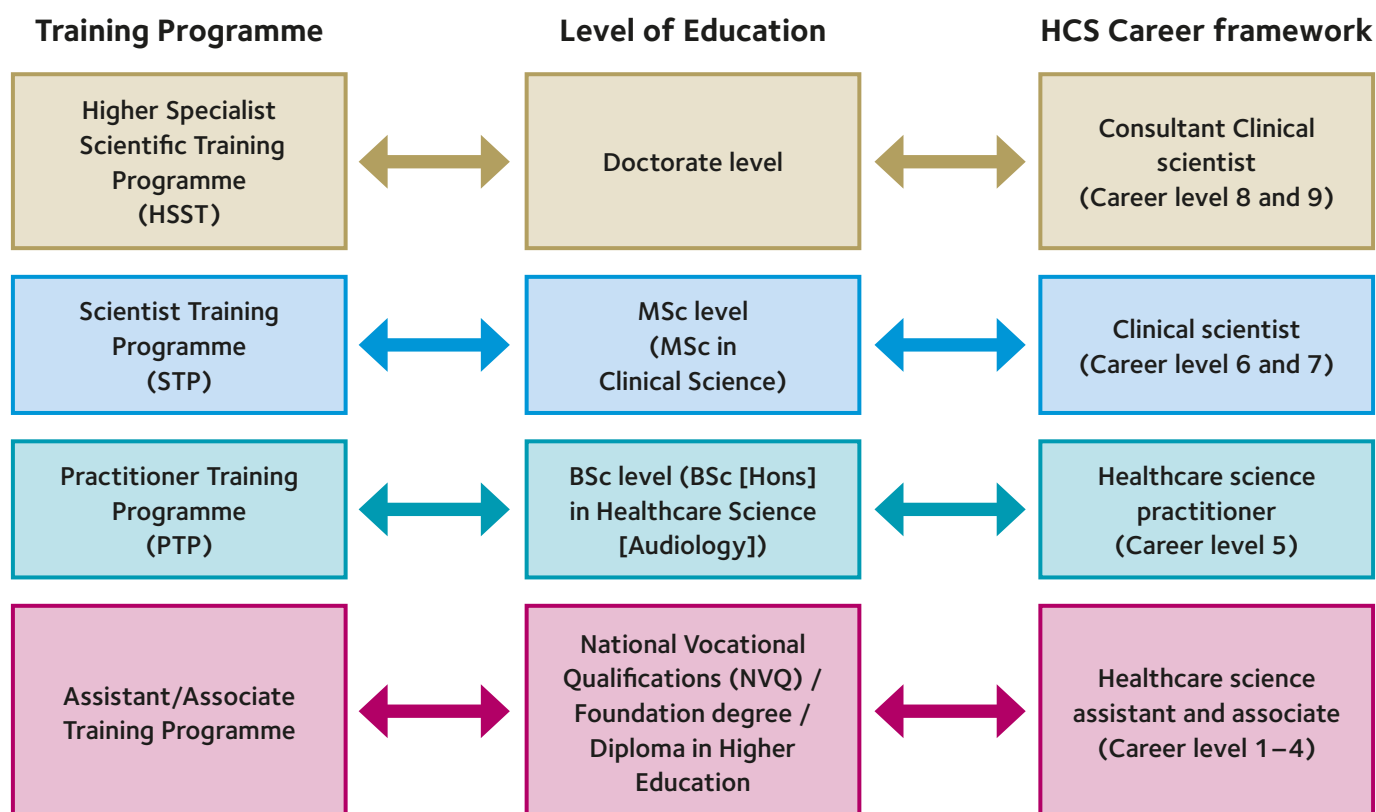 Training Programme
Level of Education
HCS Career framework
Higher Specialist
Scientific Training
Programme
(HSST)
Doctorate level
Consultant Clinical
scientist
(Career level 8 and 9)
Scientist Training
Programme
(STP)
MSc level
(MSc in
Clinical Science)
Clinical scientist
(Career level 6 and 7)
Practitioner Training
Programme
(PTP)
BSc level (BSc [Hons]
in Healthcare Science
[Audiology])
Healthcare science
practitioner
(Career level 5)
Assistant/Associate
Training Programme
National Vocational
Qualifications (NVQ) /
Foundation degree /
Diploma in Higher
Education
Healthcare science
assistant and associate
(Career level 1–4)